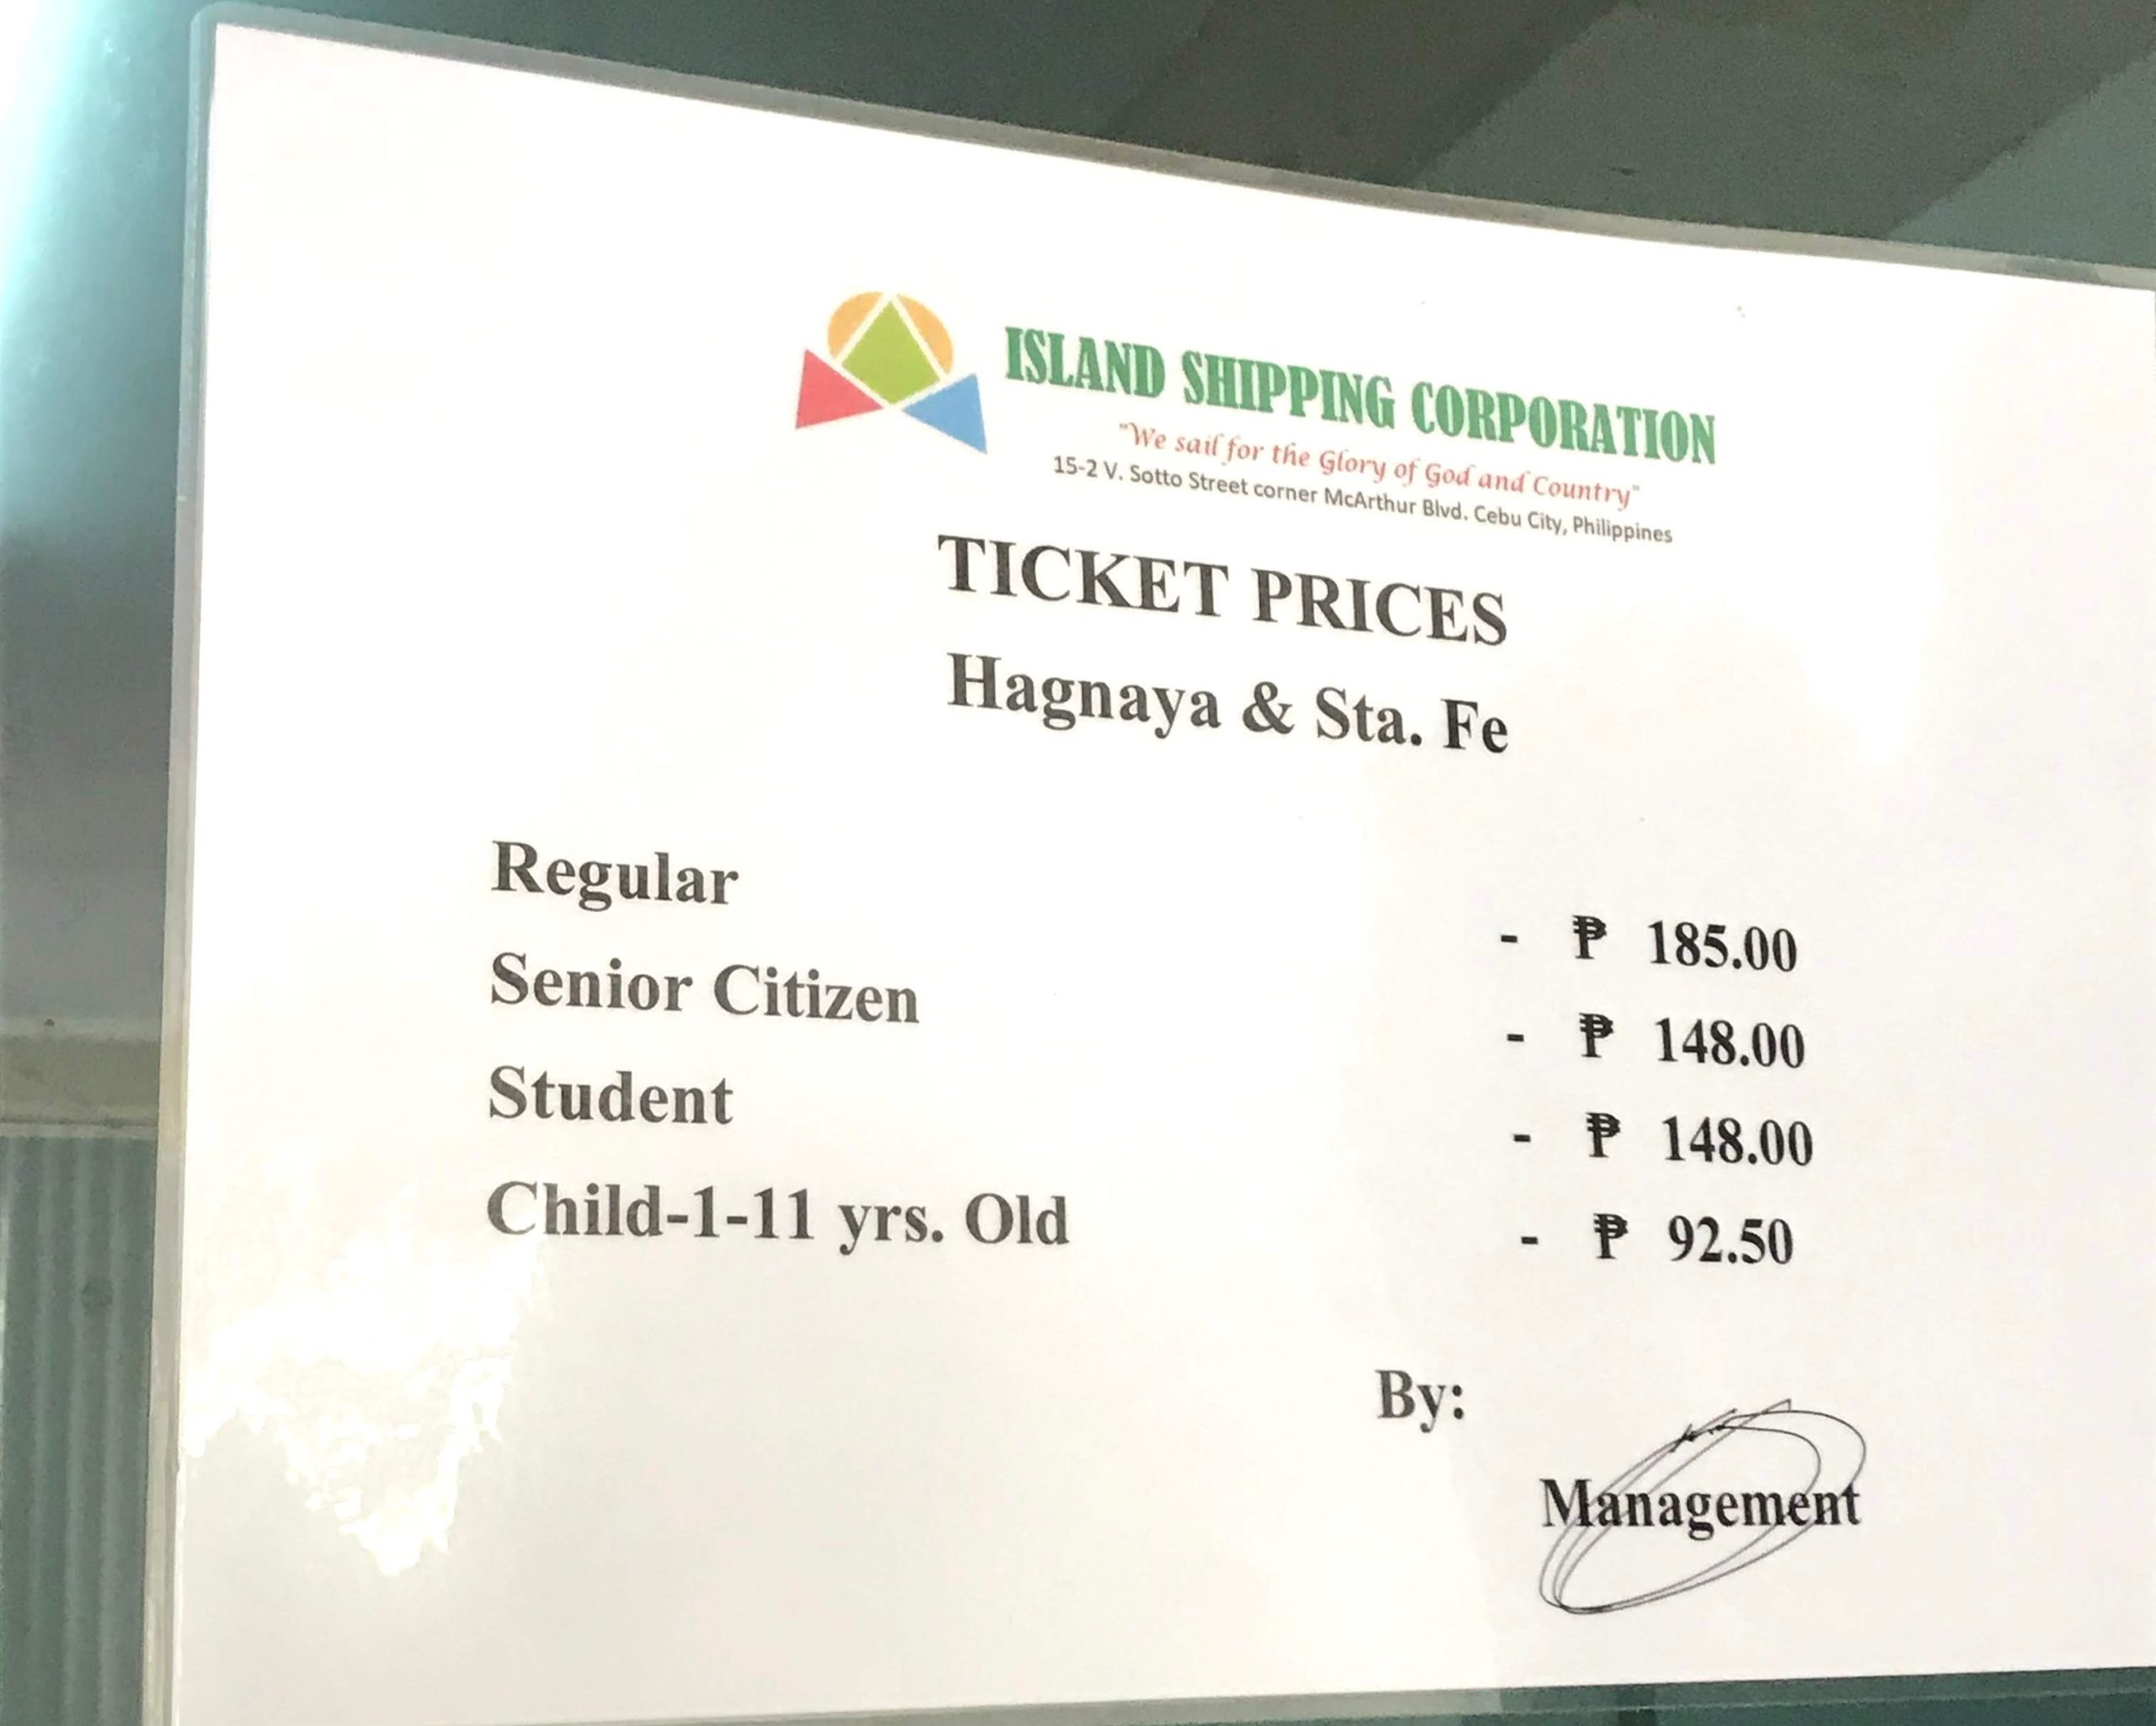 ISLAND SHIPPING CORPORATION
"We sail for the Glory of God and Country"
15-2 V. Sotto Street corner McArthur Blvd. Cebu City, Philippines
TICKET PRICES
Hagnaya & Sta. Fe
Regular - ₱ 185.00
Senior Citizen - ₱ 148.00
Student - ₱ 148.00
Child-1-11 yrs. Old - ₱ 92.50
By:
Management